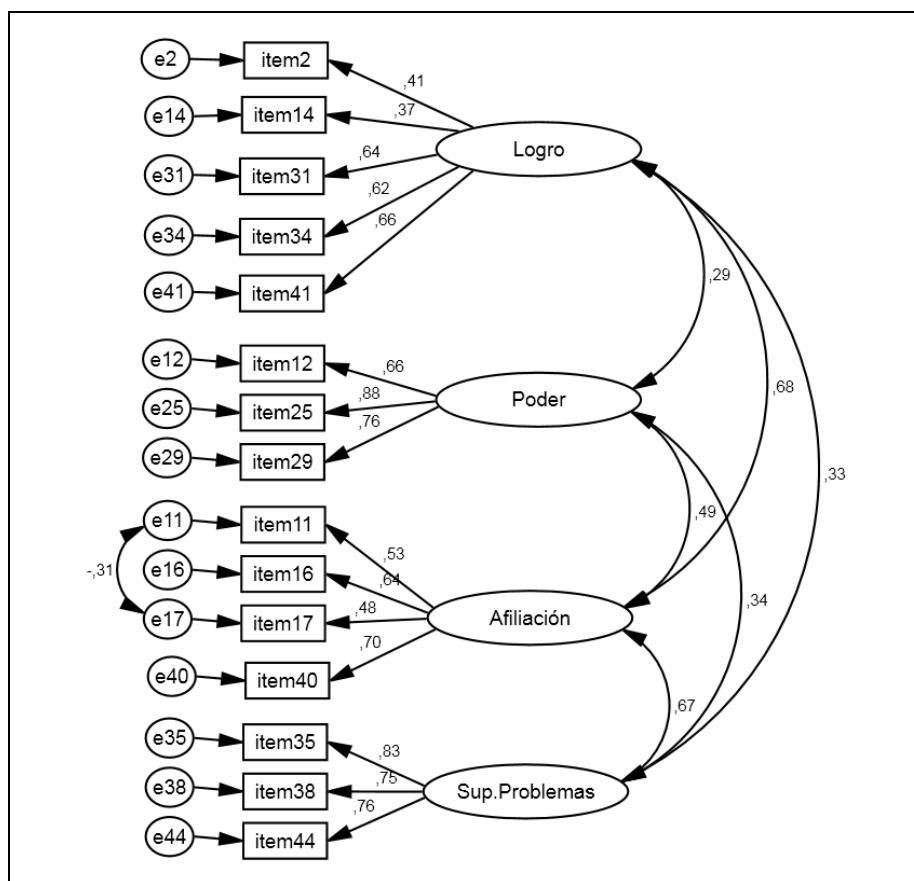 e2 item2 ,41
e14 item14 ,37
Logro
e31 item31 ,64
e34 item34 ,62
e41 item41 ,66
,29
e12 item12 ,66
e25 item25 ,88
Poder
,68
e29 item29 ,76
,33
e11 item11 ,53
,49
-,31
e16 item16 ,64
e17 item17 ,48
Afiliación
,34
e40 item40 ,70
,67
e35 item35 ,83
e38 item38 ,75
Sup.Problemas
e44 item44 ,76